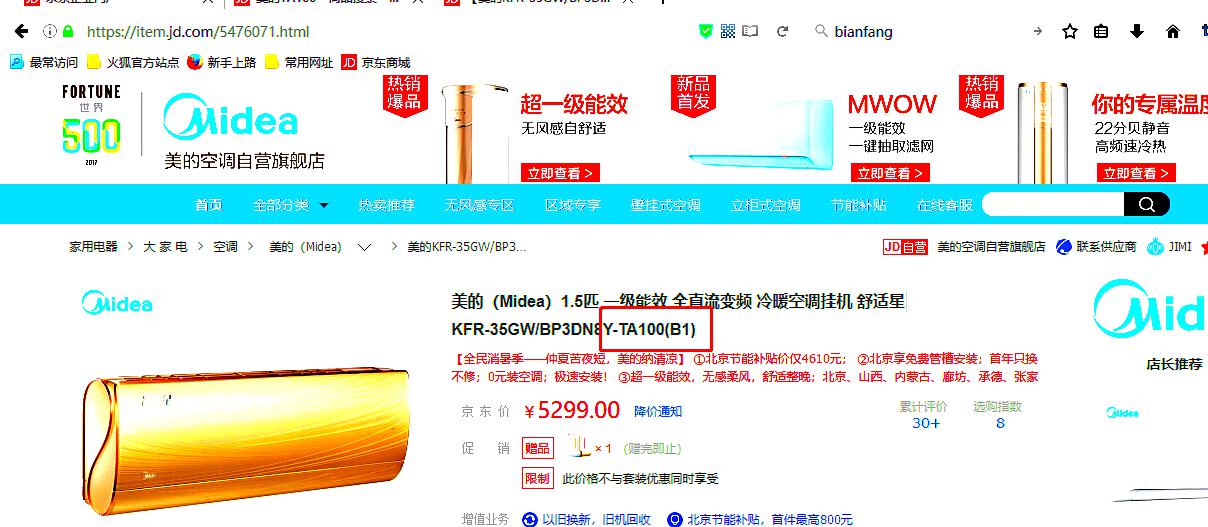 https://item.jd.com/5476071.html
bianfang
最常访问 火狐官方站点 新手上路 常用网址 JD 京东商城
FORTUNE
世界
500
2017
Midea
美的空调自营旗舰店
热销
爆品
超一级能效
无风感自舒适
立即查看 >
新品
首发
MWOW
一级能效
一键抽取滤网
立即查看 >
热销
爆品
你的专属温度
22分贝静音
高频速冷热
立即查看 >
首页 全部分类 热卖推荐 无风感专区 区域专享 壁挂式空调 立柜式空调 节能补贴 在线客服
家用电器 > 大 家 电 > 空调 > 美的（Midea） > 美的KFR-35GW/BP3...
JD自营 美的空调自营旗舰店 联系供应商 JIMI
Midea
美的（Midea）1.5匹 一级能效 全直流变频 冷暖空调挂机 舒适星
KFR-35GW/BP3DN8Y-TA100(B1)
【全民消暑季——仲夏苦夜短，美的纳清凉】 ①北京节能补贴价仅4610元； ②北京享免费管槽安装；首年只换
不修；0元装空调；极速安装！ ③超一级能效，无感柔风，舒适整晚；北京、山西、内蒙古、廊坊、承德、张家
京 东 价 ￥5299.00 降价通知
累计评价
30+
选购指数
8
促 销 赠品 × 1 (赠完即止)
限制 此价格不与套装优惠同时享受
增值业务 以旧换新，旧机回收 北京节能补贴，首件最高800元
Midea
Mid
店长推荐
Midea